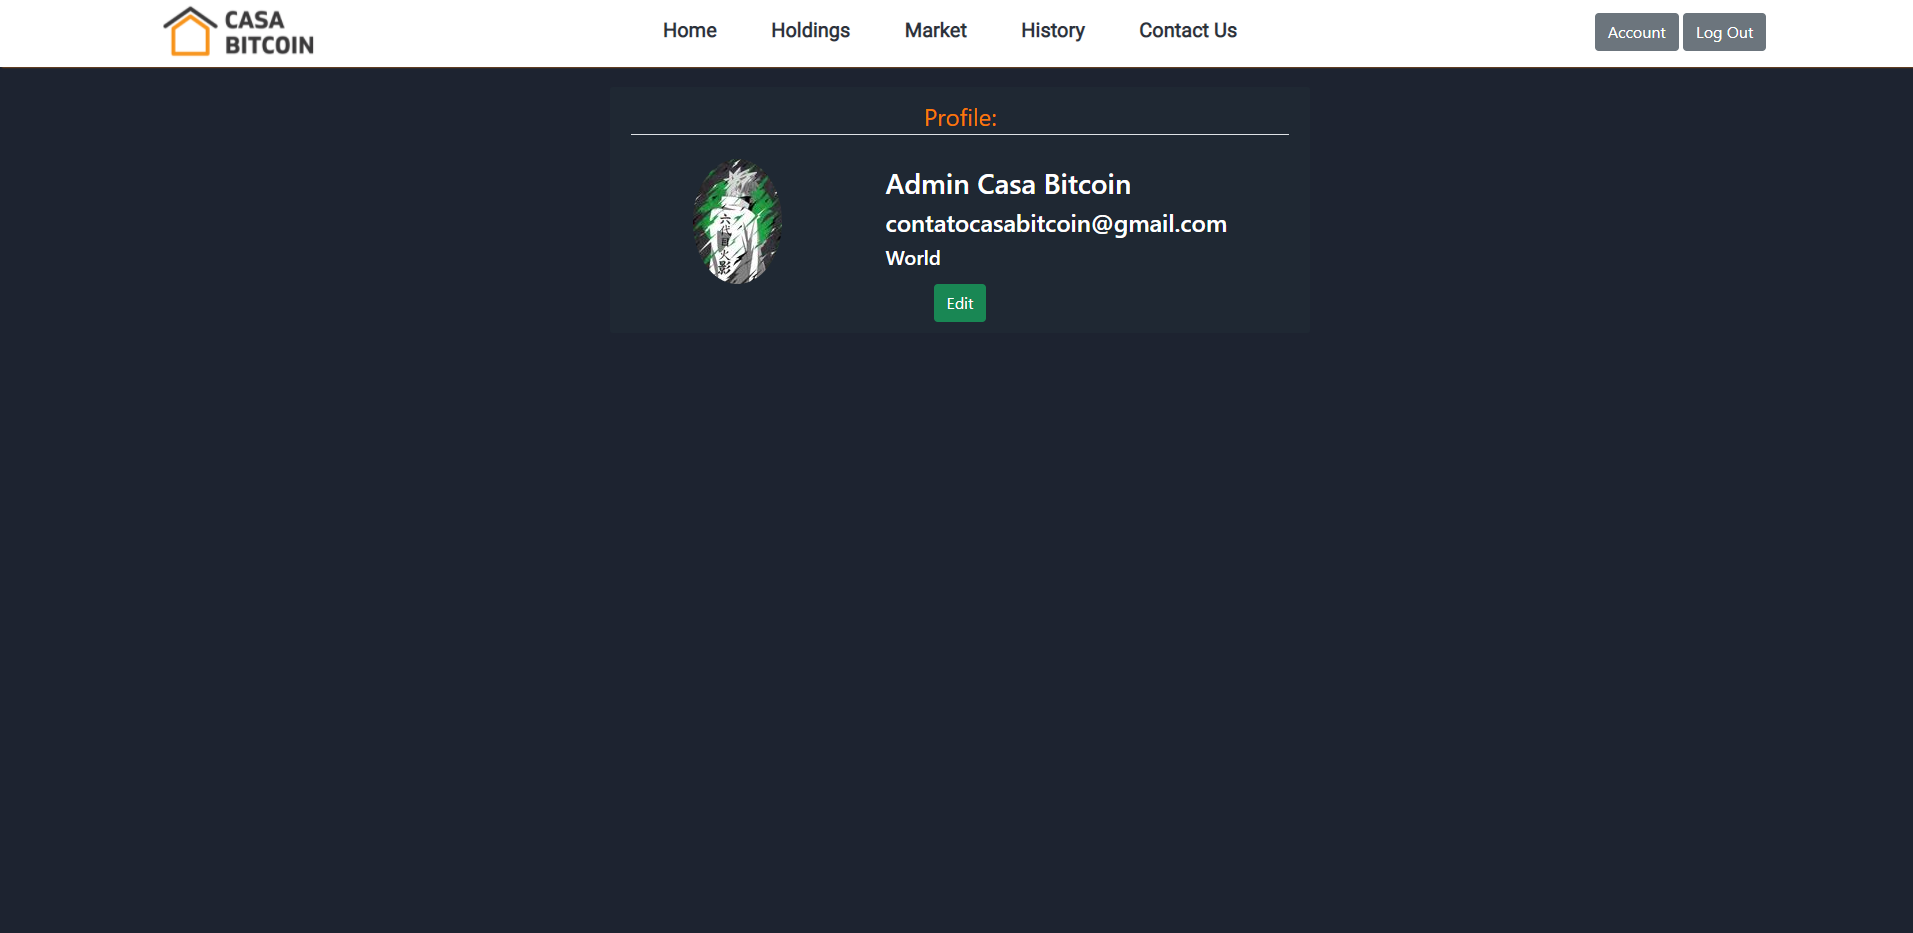 CASA
BITCOIN
Home Holdings Market History Contact Us
Account Log Out
Profile:
六代目火影
Admin Casa Bitcoin
contatocasabitcoin@gmail.com
World
Edit